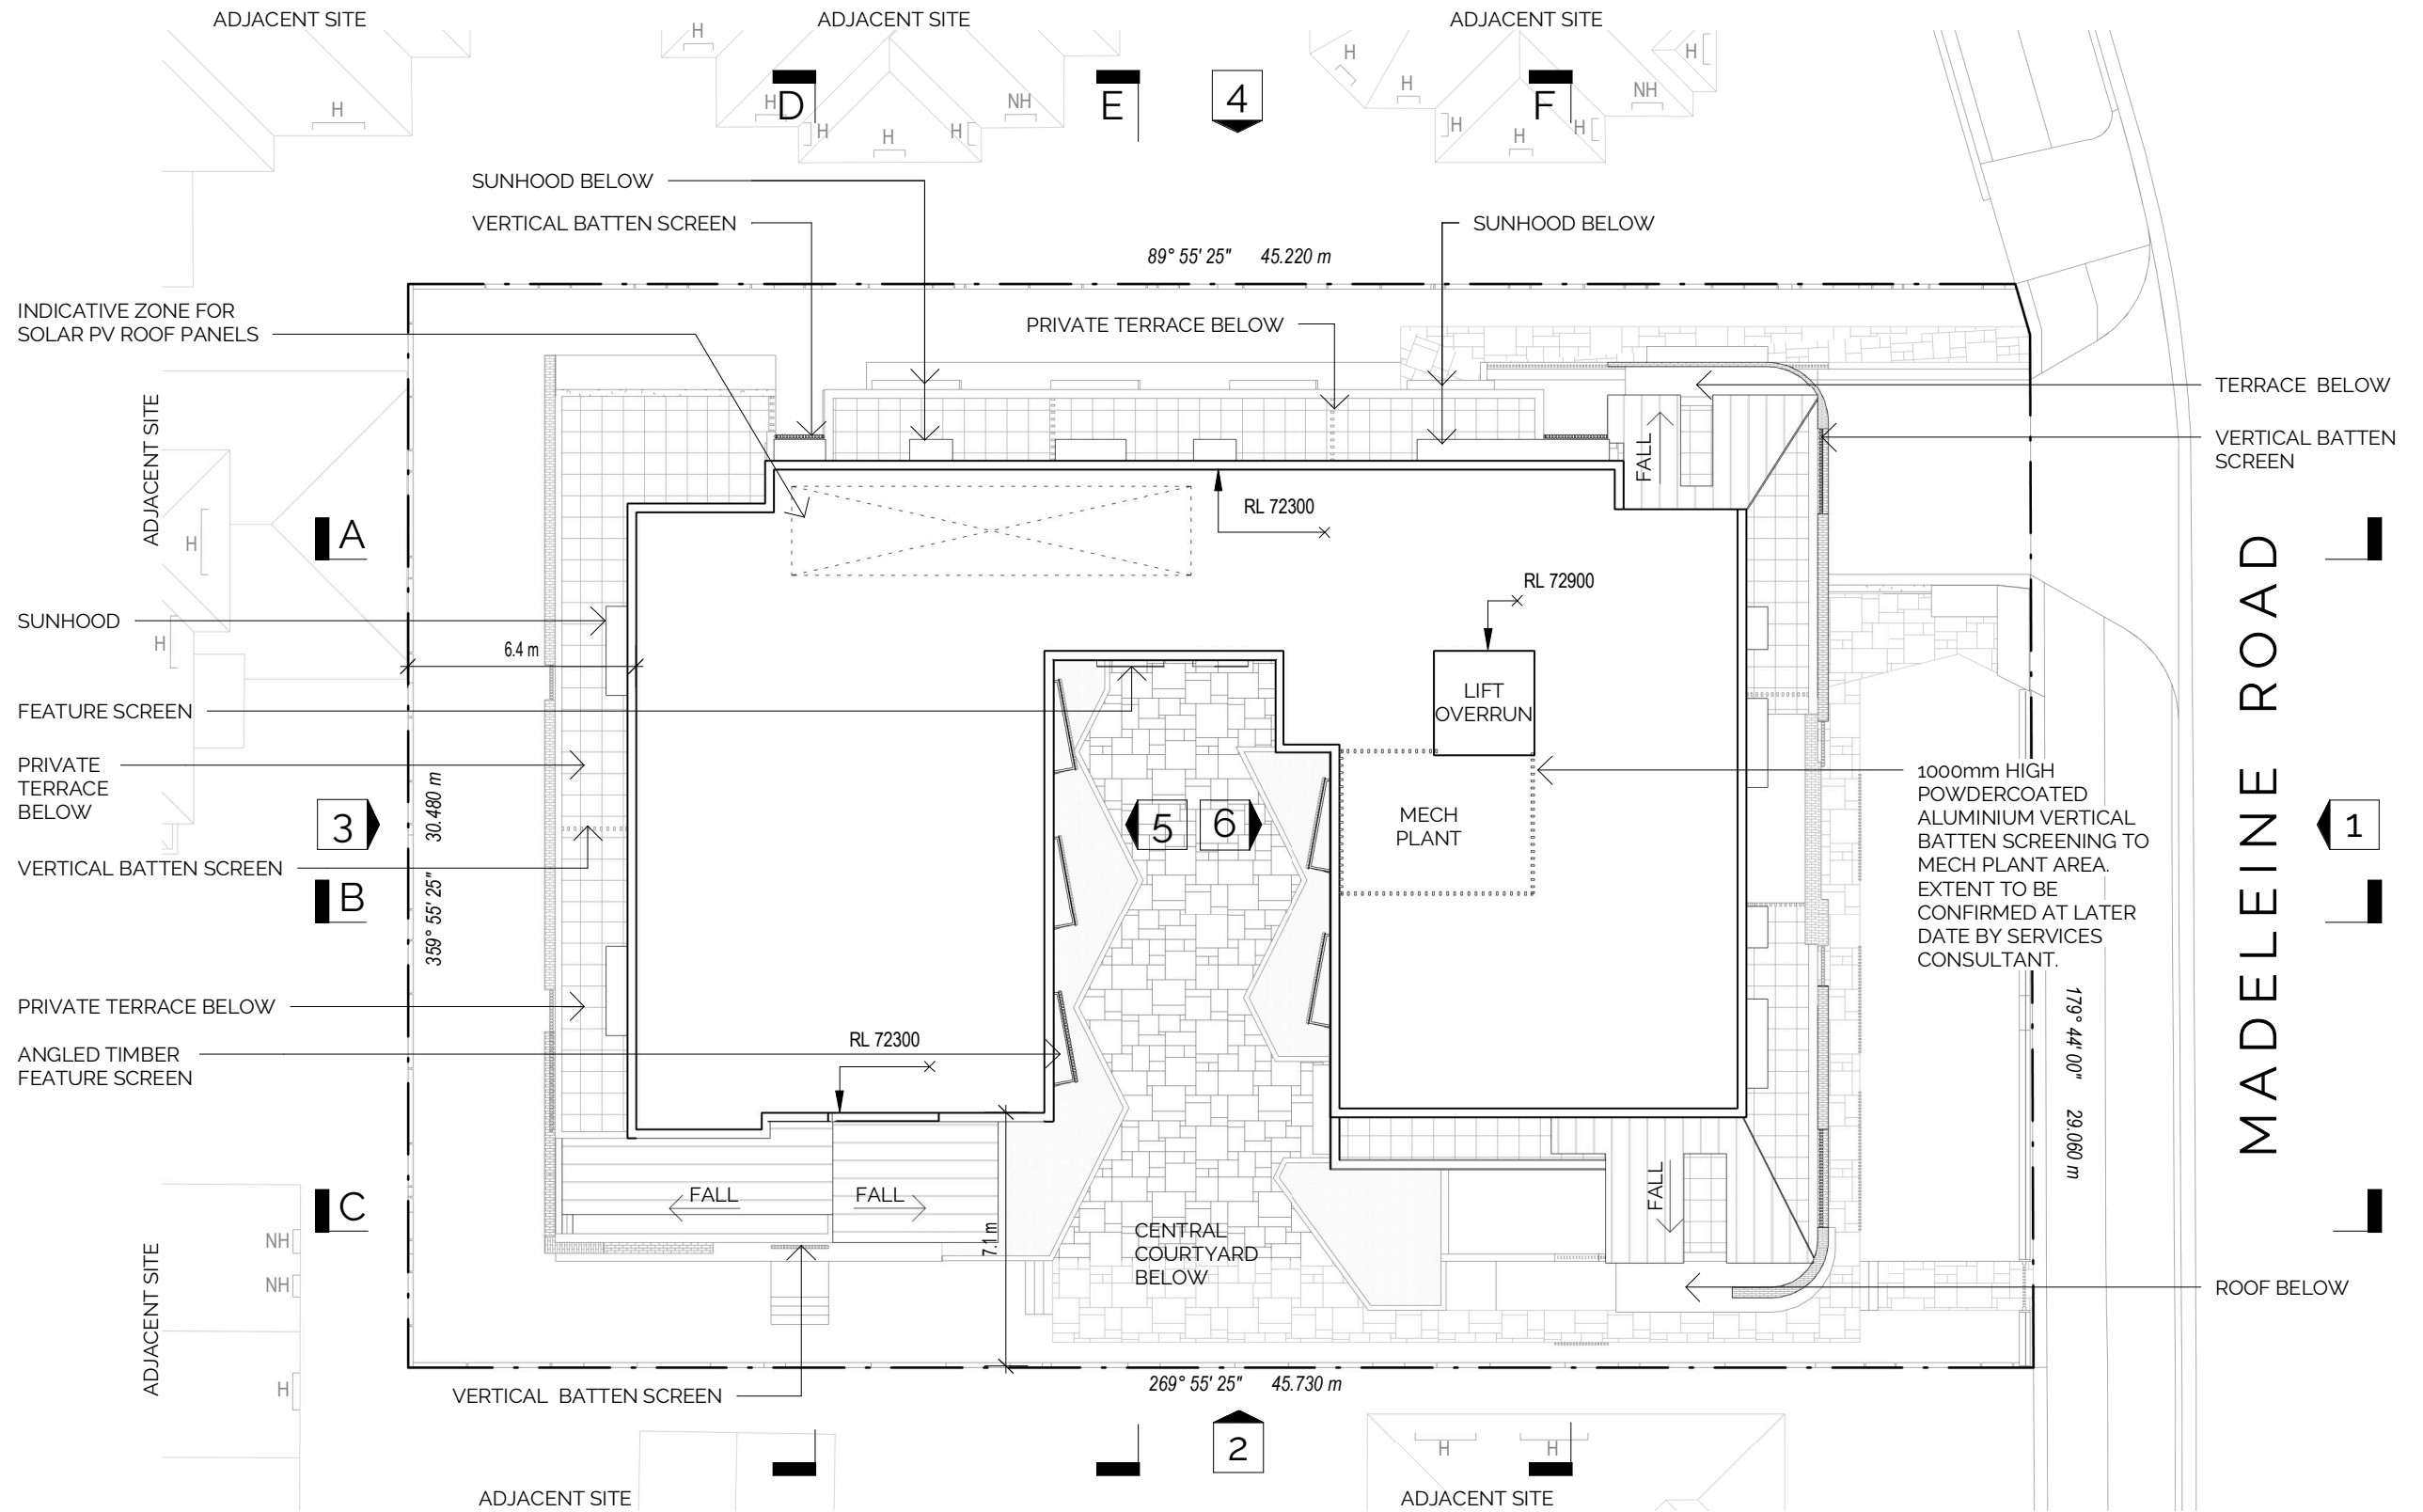 ADJACENT SITE
ADJACENT SITE
ADJACENT SITE
H
H
H
H
H
H
NH
H
H
H
H
H
NH
H
H
H
D
E
4
F
SUNHOOD BELOW
VERTICAL BATTEN SCREEN
SUNHOOD BELOW
89° 55' 25" 45.220 m
INDICATIVE ZONE FOR
SOLAR PV ROOF PANELS
PRIVATE TERRACE BELOW
TERRACE BELOW
VERTICAL BATTEN
SCREEN
FALL
ADJACENT SITE
A
H
RL 72300
RL 72900
SUNHOOD
H
6.4 m
LIFT
OVERRUN
FEATURE SCREEN
PRIVATE
TERRACE
BELOW
3
30.480 m
359° 55' 25"
5
6
MECH
PLANT
1000mm HIGH
POWDERCOATED
ALUMINIUM VERTICAL
BATTEN SCREENING TO
MECH PLANT AREA.
EXTENT TO BE
CONFIRMED AT LATER
DATE BY SERVICES
CONSULTANT.
MADELEINE ROAD
1
VERTICAL BATTEN SCREEN
B
PRIVATE TERRACE BELOW
179° 44' 00" 29.060 m
RL 72300
ANGLED TIMBER
FEATURE SCREEN
C
FALL
FALL
FALL
7.1 m
CENTRAL
COURTYARD
BELOW
NH
NH
H
ADJACENT SITE
ROOF BELOW
VERTICAL BATTEN SCREEN
269° 55' 25" 45.730 m
2
H
H
ADJACENT SITE
ADJACENT SITE